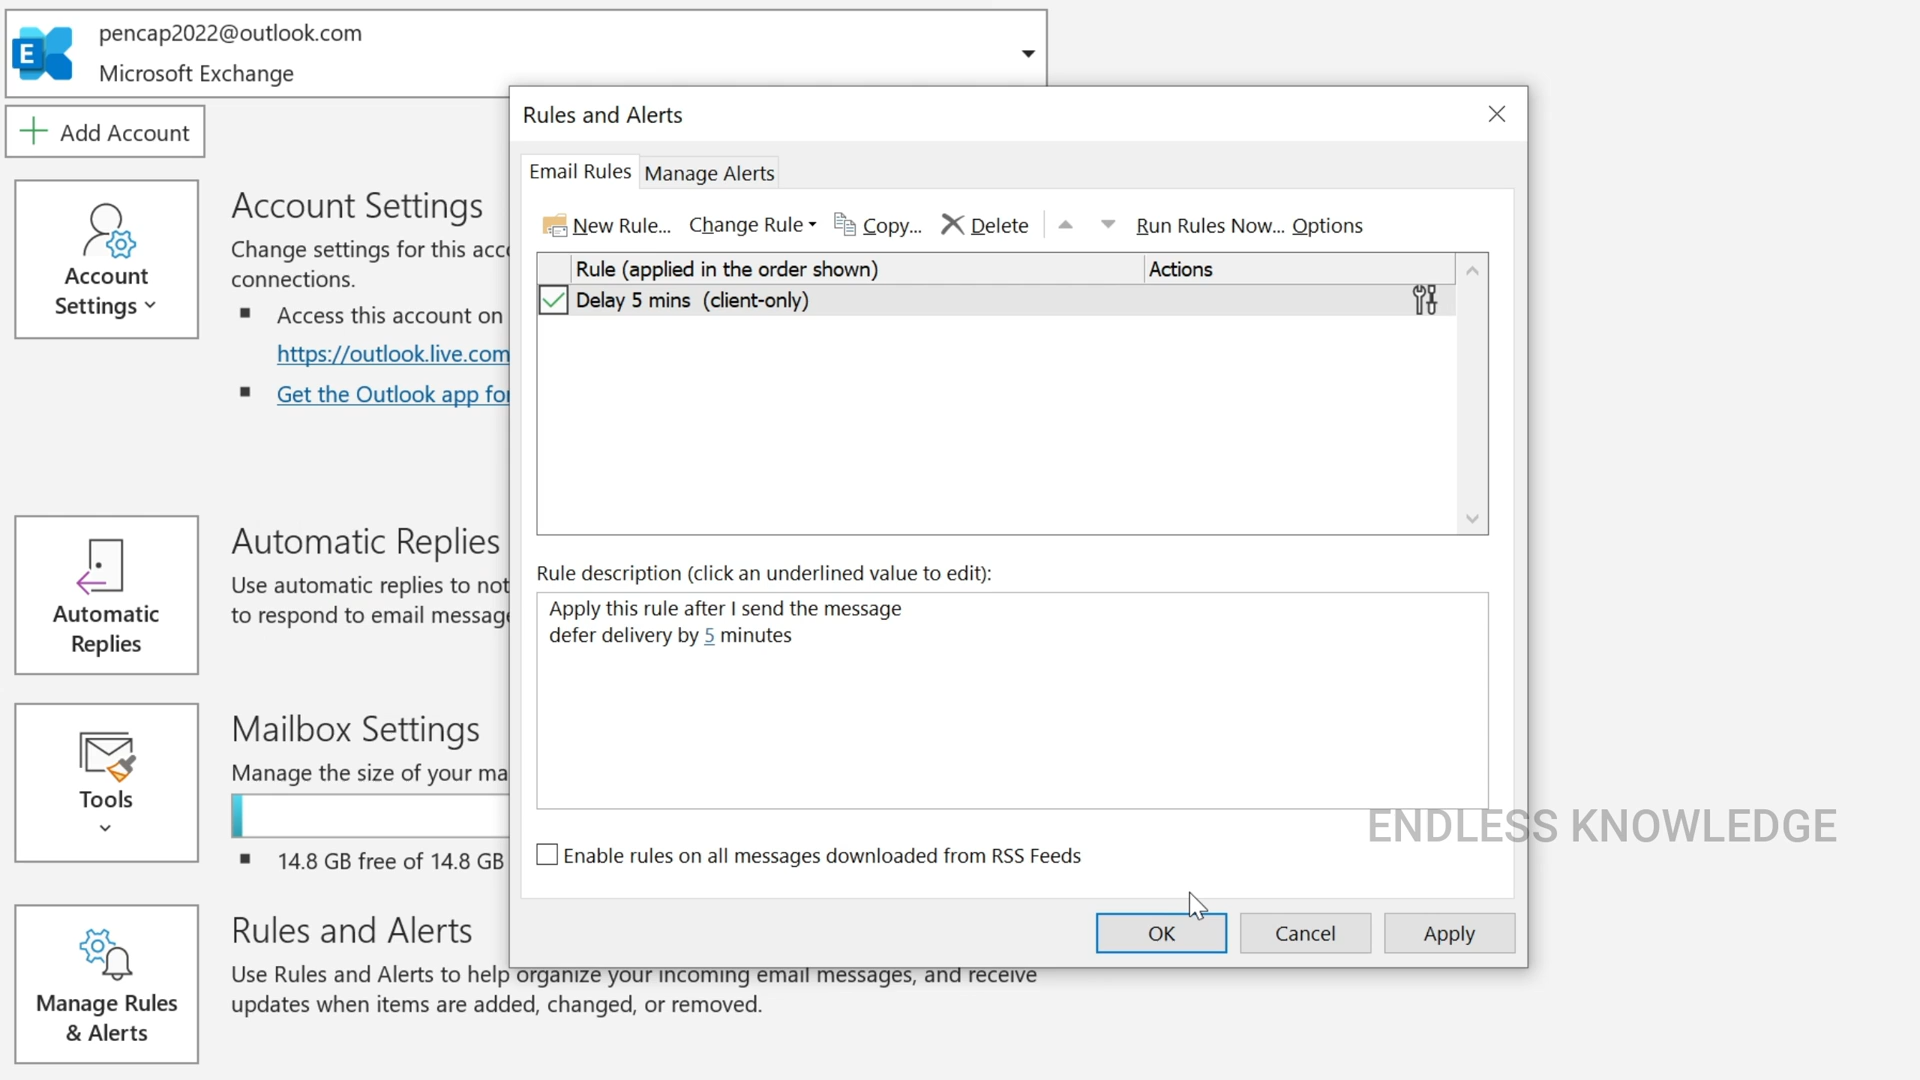 pencap2022@outlook.com
Microsoft Exchange
Add Account
Account
Settings
Account Settings
Change settings for this acc
connections.
Access this account on
https://outlook.live.com
Get the Outlook app for
Automatic
Replies
Automatic Replies
Use automatic replies to not
to respond to email message
Tools
Mailbox Settings
Manage the size of your ma
14.8 GB free of 14.8 GB
Manage Rules
& Alerts
Rules and Alerts
Use Rules and Alerts to help organize your incoming email messages, and receive
updates when items are added, changed, or removed.
Rules and Alerts
Email Rules Manage Alerts
New Rule... Change Rule Copy... Delete Run Rules Now... Options
Rule (applied in the order shown) Actions
Delay 5 mins (client-only)
Rule description (click an underlined value to edit):
Apply this rule after I send the message
defer delivery by 5 minutes
Enable rules on all messages downloaded from RSS Feeds
OK Cancel Apply
ENDLESS KNOWLEDGE